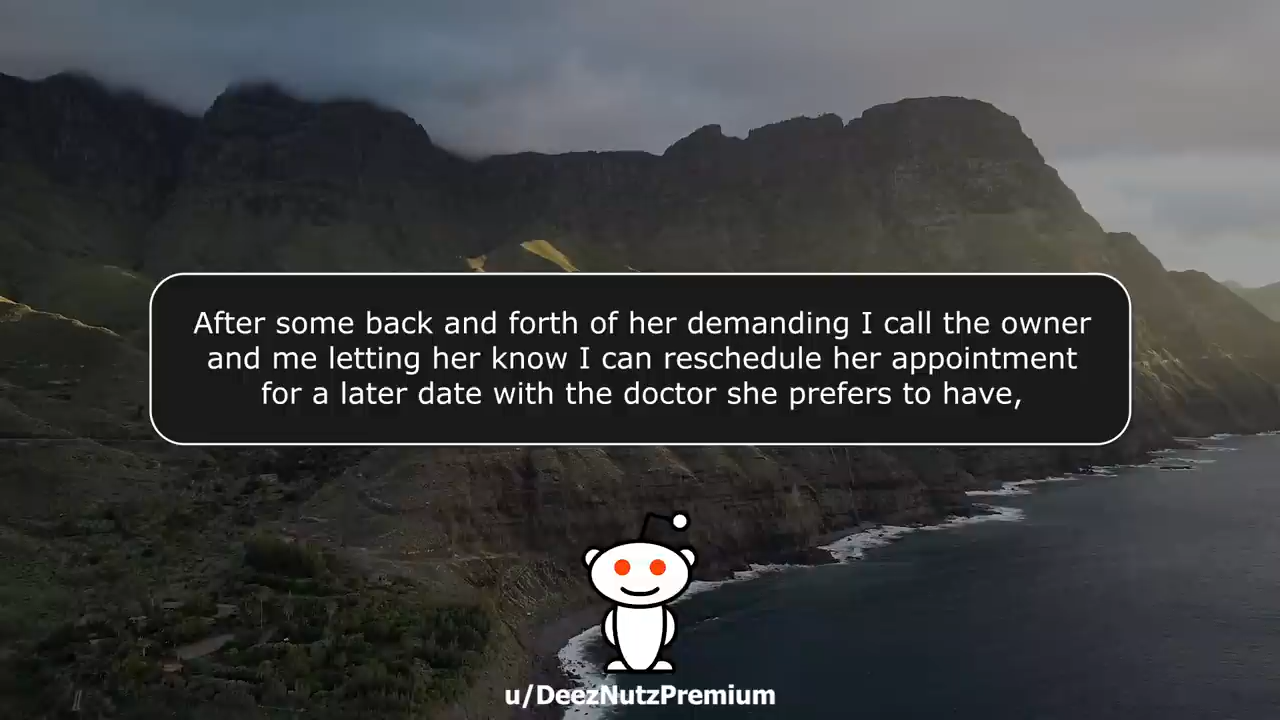 After some back and forth of her demanding I call the owner
and me letting her know I can reschedule her appointment
for a later date with the doctor she prefers to have,
u/DeezNutzPremium